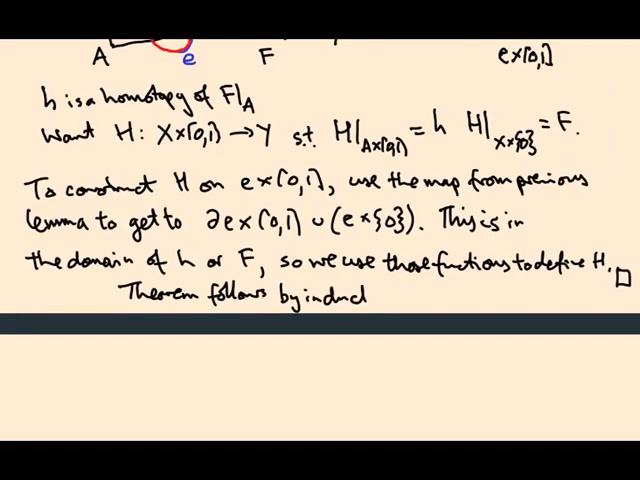 A e F e×[0,1]
h is a homotopy of F|_A
Want H: X×[0,1] → Y s.t. H|_{A×[0,1]} = h H|_{X×{0}} = F.
To construct H on e×[0,1], use the map from previous
lemma to get to ∂e×[0,1] ∪ (e×{0}). This is in
the domain of h or F, so we use those functions to define H. □
Theorem follows by induct